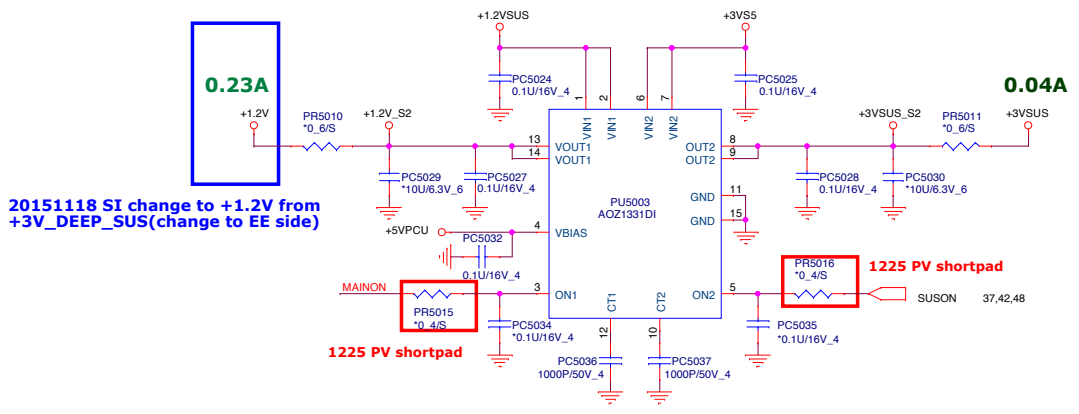 +1.2VSUS
+3VS5
0.23A
0.04A
PC5024
0.1U/16V_4
PC5025
0.1U/16V_4
+1.2V
PR5010
*0_6/S
+1.2V_S2
1
2
6
7
VIN1
VIN1
VIN2
VIN2
+3VSUS_S2
PR5011
*0_6/S
+3VSUS
13
14
VOUT1
VOUT1
OUT2
OUT2
8
9
PC5029
*10U/6.3V_6
PC5027
0.1U/16V_4
PC5028
0.1U/16V_4
PC5030
*10U/6.3V_6
PU5003
AOZ1331DI
GND
11
GND
15
20151118 SI change to +1.2V from
+3V_DEEP_SUS(change to EE side)
+5VPCU
4
VBIAS
PC5032
0.1U/16V_4
MAINON
PR5015
*0_4/S
3
ON1
CT1
CT2
ON2
5
PR5016
*0_4/S
1225 PV shortpad
SUSON
37,42,48
1225 PV shortpad
PC5034
*0.1U/16V_4
12
10
PC5035
*0.1U/16V_4
PC5036
1000P/50V_4
PC5037
1000P/50V_4